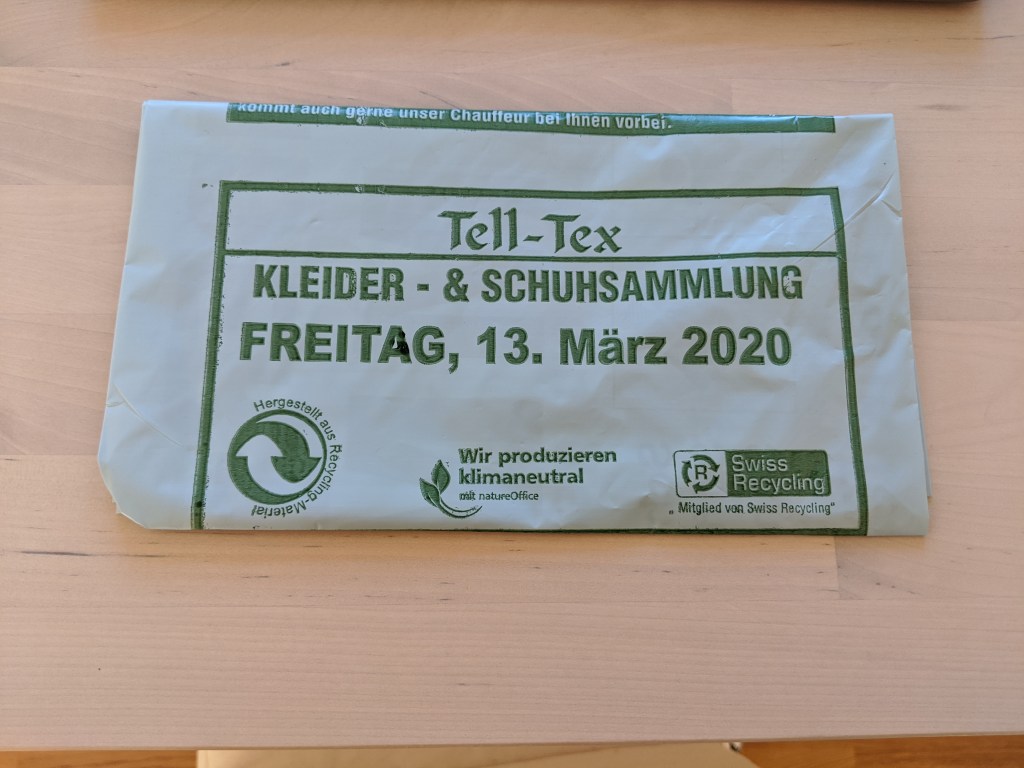 kommt auch gerne unser Chauffeur bei Ihnen vorbei.
Tell-Tex
KLEIDER - & SCHUHSAMMLUNG
FREITAG, 13. März 2020
Hergestellt aus Recycling-Material
Wir produzieren
klimaneutral
mit natureOffice
R
Swiss
Recycling
„Mitglied von Swiss Recycling"